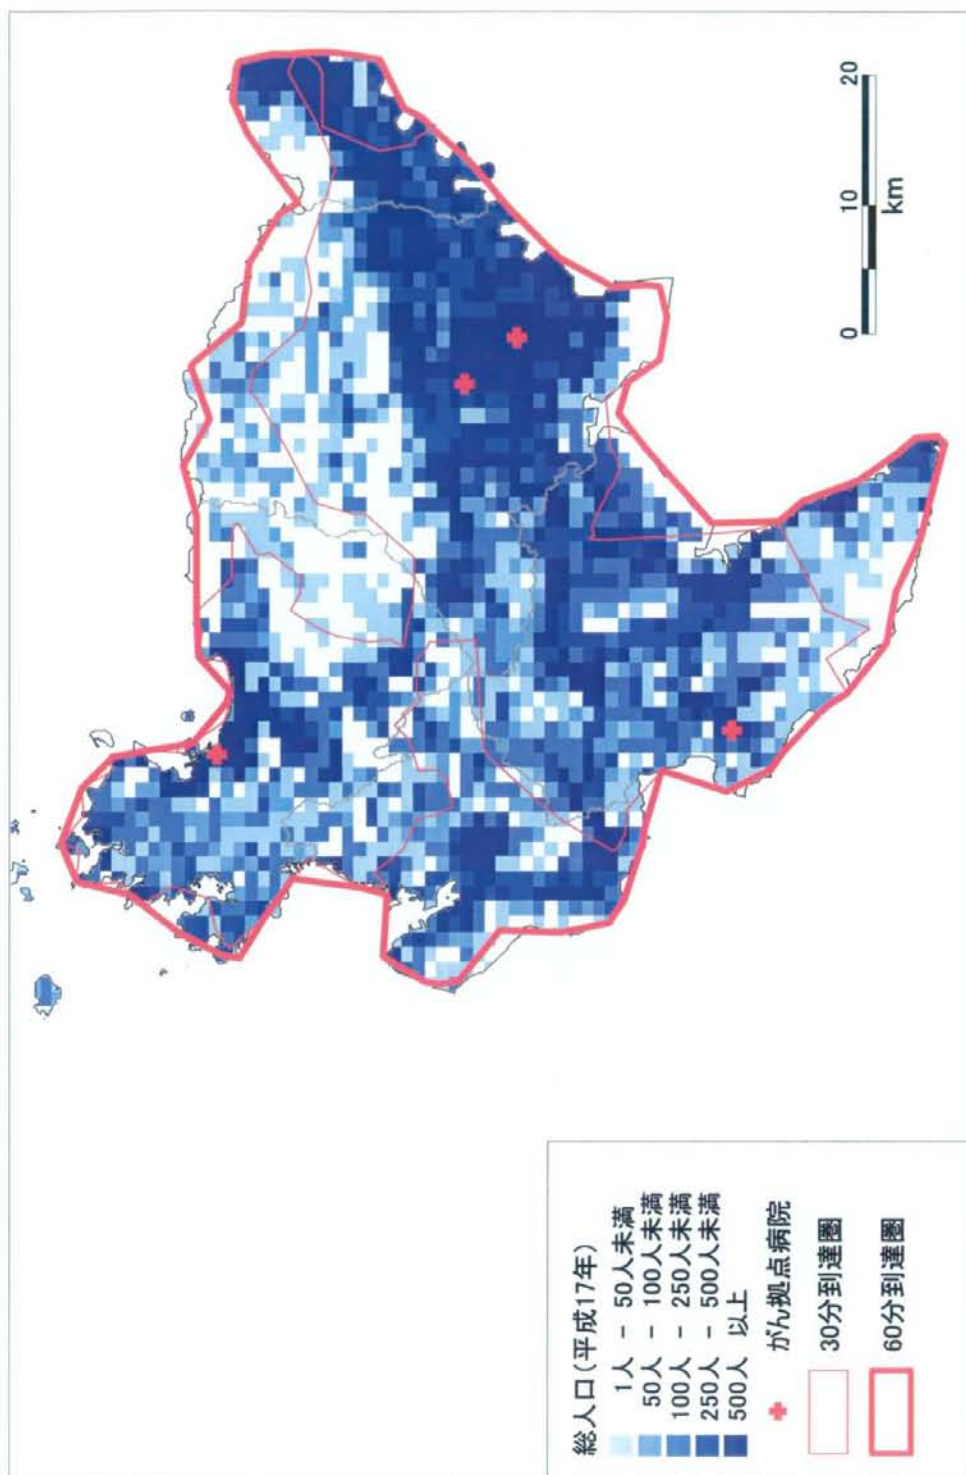 総人口(平成17年)
1人 - 50人未満
50人 - 100人未満
100人 - 250人未満
250人 - 500人未満
500人 以上
がん拠点病院
30分到達圏
60分到達圏
0 10 20
km